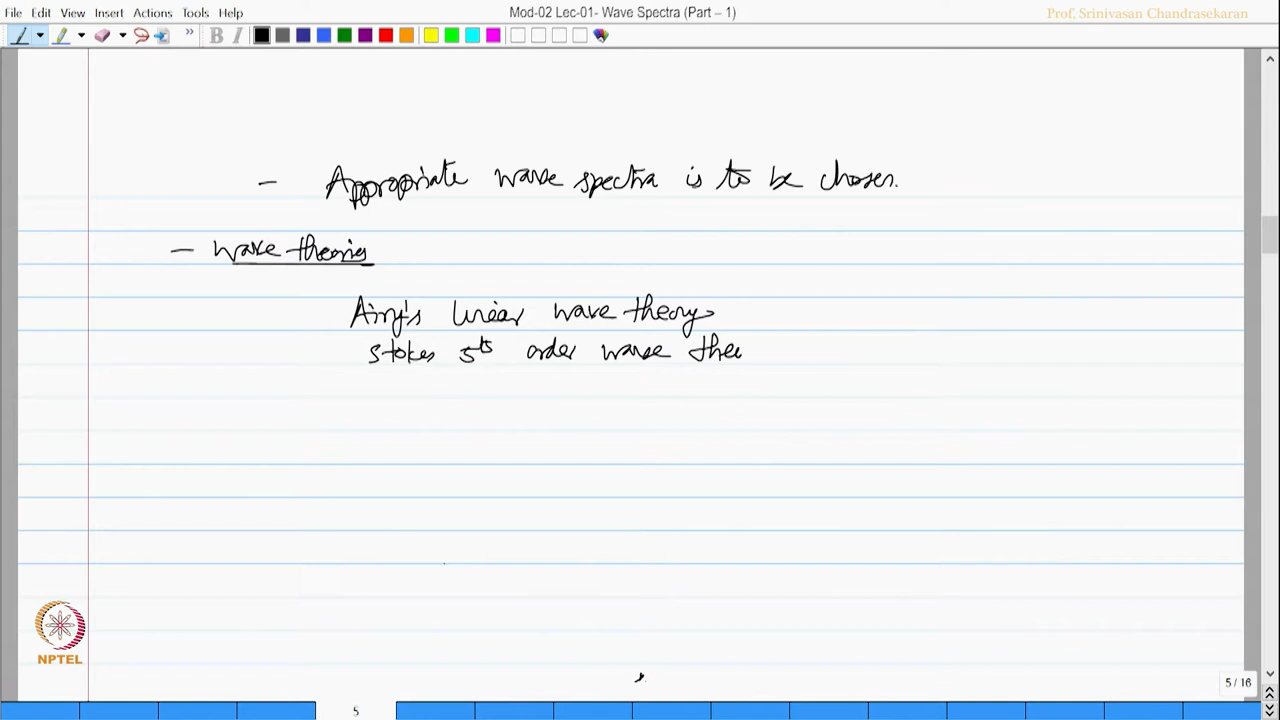 File Edit View Insert Actions Tools Help
Mod-02 Lec-01- Wave Spectra (Part – 1)
Prof. Srinivasan Chandrasekaran
B I
- Appropriate wave spectra is to be chosen.
- wave theories
Airy's linear wave theory
Stokes 5th order wave theo
NPTEL
5 / 16
5